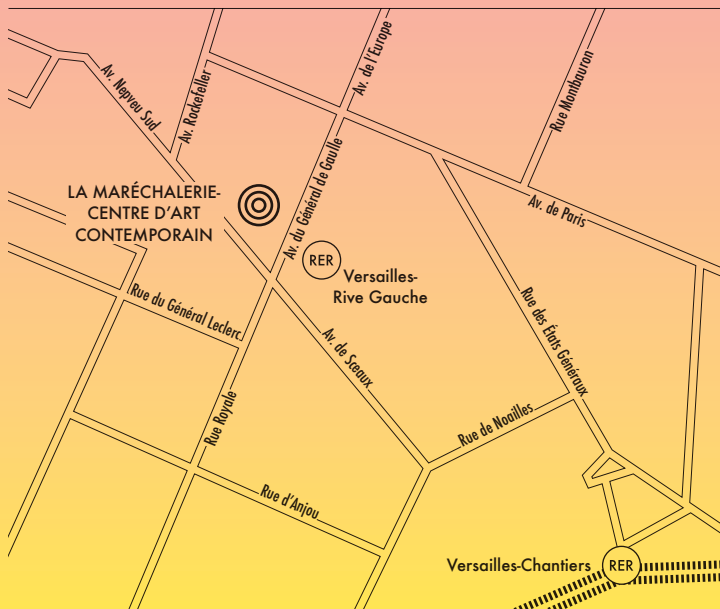 Av. de l'Europe
Rue Montbauron
Av. Nepveu Sud
Av. Rockefeller
Av. du Général de Gaulle
LA MARÉCHALERIE-
CENTRE D'ART
CONTEMPORAIN
Av. de Paris
RER
Versailles-
Rive Gauche
Rue du Général Leclerc
Av. de Sceaux
Rue des États Généraux
Rue Royale
Rue de Noailles
Rue d'Anjou
Versailles-Chantiers
RER